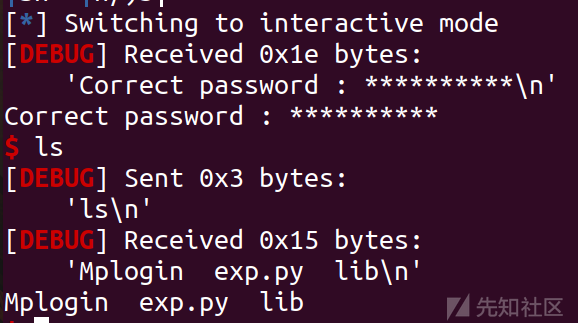 [*] Switching to interactive mode
[DEBUG] Received 0x1e bytes:
'Correct password : **********\n'
Correct password : **********
$ ls
[DEBUG] Sent 0x3 bytes:
'ls\n'
[DEBUG] Received 0x15 bytes:
'Mplogin  exp.py  lib\n'
Mplogin  exp.py  lib
先知社区